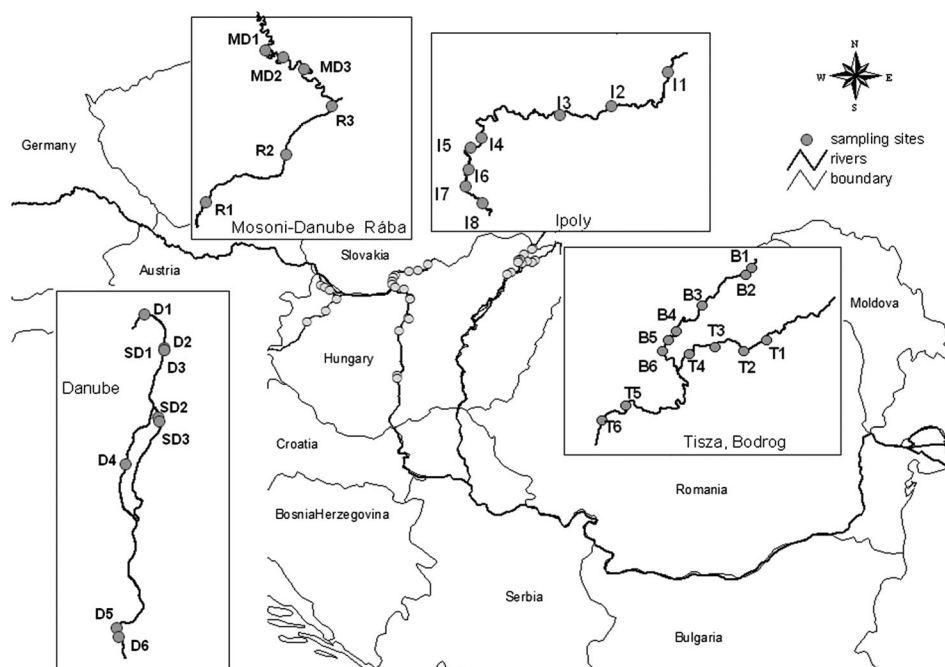 MD1
MD2
MD3
R3
R2
R1
Mosoni-Danube Rába
I1
I2
I3
I4
I5
I6
I7
I8
Ipoly
N
W
E
S
sampling sites
rivers
boundary
Germany
Austria
Slovakia
Hungary
Croatia
BosniaHerzegovina
Serbia
Romania
Bulgaria
Moldova
D1
D2
SD1
D3
Danube
SD2
SD3
D4
D5
D6
B1
B2
B3
B4
B5
B6
T3
T1
T4
T2
T5
T6
Tisza, Bodrog